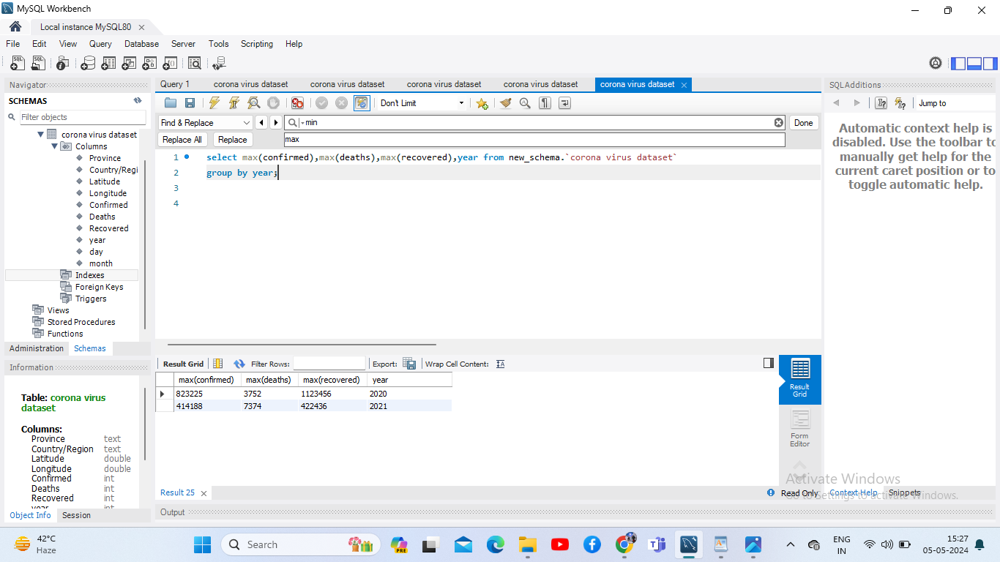 MySQL Workbench
Local instance MySQL80
File Edit View Query Database Server Tools Scripting Help
Navigator
SCHEMAS
Filter objects
corona virus dataset
Columns
Province
Country/Regi
Latitude
Longitude
Confirmed
Deaths
Recovered
year
day
month
Indexes
Foreign Keys
Triggers
Views
Stored Procedures
Functions
Administration Schemas
Information
Table: corona virus
dataset
Columns:
Province text
Country/Region text
Latitude double
Longitude double
Confirmed int
Deaths int
Recovered int
year int
Object Info Session
Query 1 corona virus dataset corona virus dataset corona virus dataset corona virus dataset corona virus dataset
Don't Limit
Find & Replace min Done
Replace All Replace max
1 select max(confirmed),max(deaths),max(recovered),year from new_schema.`corona virus dataset`
2 group by year;
3
4
Result Grid Filter Rows: Export: Wrap Cell Content:
max(confirmed) max(deaths) max(recovered) year
823225 3752 1123456 2020
414188 7374 422436 2021
Result
Grid
Form
Editor
Result 25
Read Only
Output
SQLAdditions
Jump to
Automatic context help is
disabled. Use the toolbar to
manually get help for the
current caret position or to
toggle automatic help.
Activate Windows
Go to Settings to activate Windows.
Context Help Snippets
42°C
Haze
Search
PRE
ENG
IN
15:27
05-05-2024